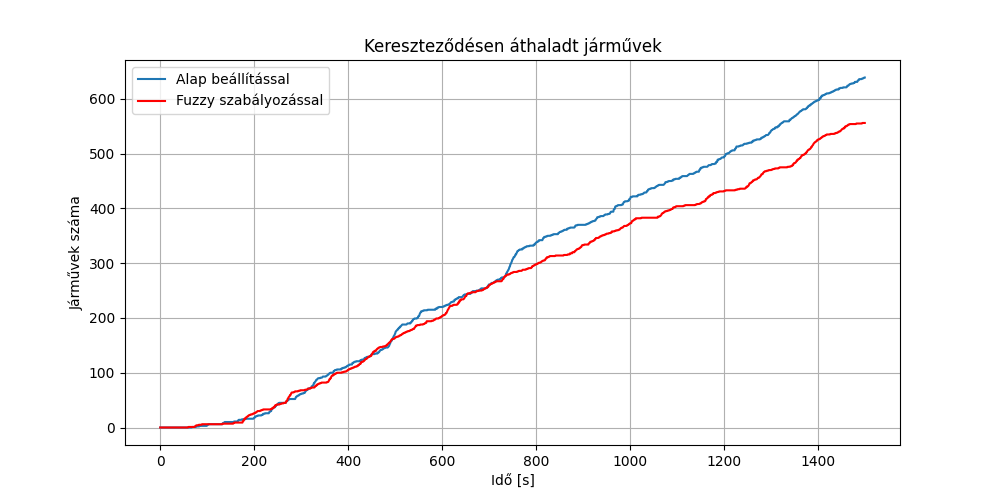 Kereszteződésen áthaladt járművek
Alap beállítással
Fuzzy szabályozással
Járművek száma
600
500
400
300
200
100
0
0 200 400 600 800 1000 1200 1400
Idő [s]